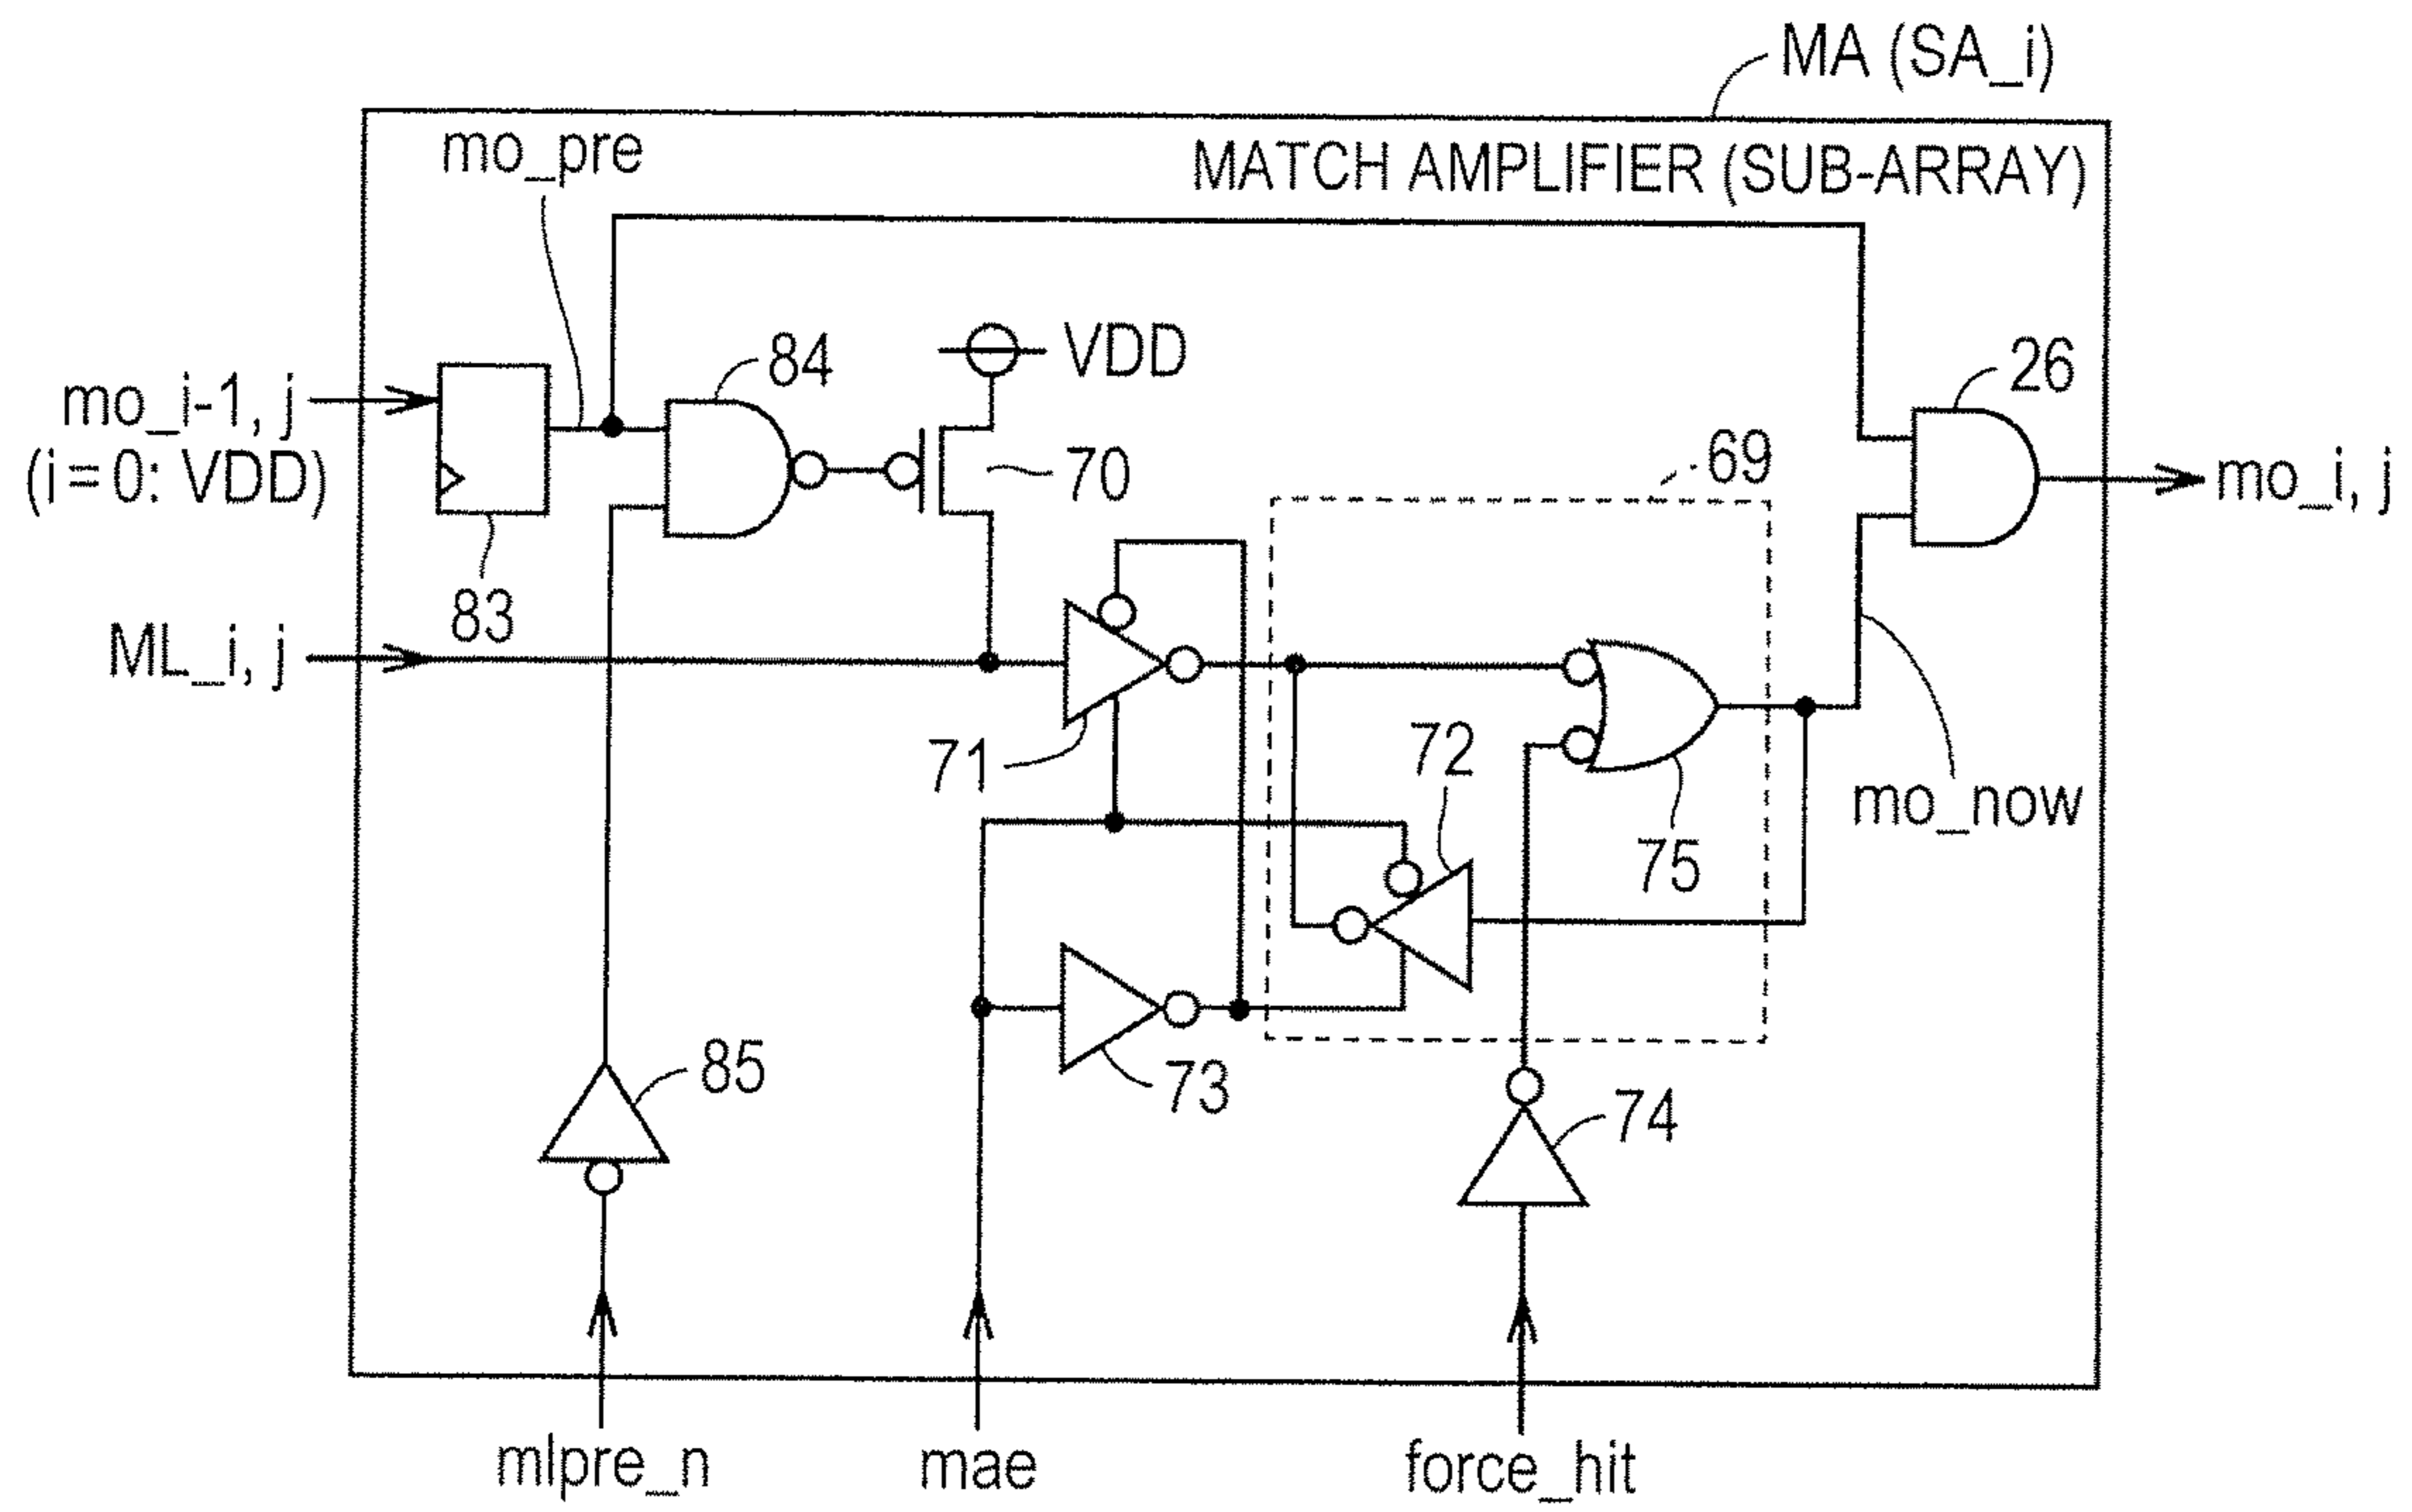 MA (SA_i)
mo_pre
MATCH AMPLIFIER (SUB-ARRAY)
84
VDD
26
mo_i-1, j
(i = 0: VDD)
70
69
mo_i, j
83
ML_i, j
71
72
mo_now
75
85
73
74
mlpre_n
mae
force_hit